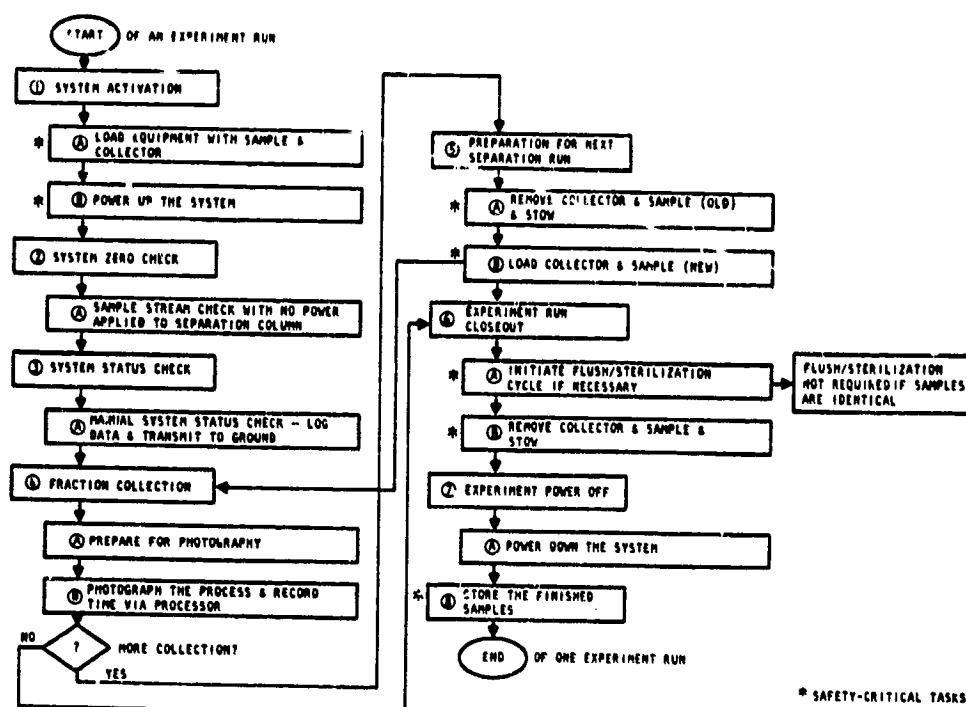 START OF AN EXPERIMENT RUN
① SYSTEM ACTIVATION
* Ⓐ LOAD EQUIPMENT WITH SAMPLE &
COLLECTOR
* Ⓑ POWER UP THE SYSTEM
② SYSTEM ZERO CHECK
Ⓐ SAMPLE STREAM CHECK WITH NO POWER
APPLIED TO SEPARATION COLUMN
③ SYSTEM STATUS CHECK
Ⓐ MANUAL SYSTEM STATUS CHECK — LOG
DATA & TRANSMIT TO GROUND
④ FRACTION COLLECTION
Ⓐ PREPARE FOR PHOTOGRAPHY
Ⓑ PHOTOGRAPH THE PROCESS & RECORD
TIME VIA PROCESSOR
? MORE COLLECTION?
NO
YES
⑤ PREPARATION FOR NEXT
SEPARATION RUN
* Ⓐ REMOVE COLLECTOR & SAMPLE (OLD)
& STOW
* Ⓑ LOAD COLLECTOR & SAMPLE (NEW)
⑥ EXPERIMENT RUN
CLOSEOUT
* Ⓐ INITIATE FLUSH/STERILIZATION
CYCLE IF NECESSARY
FLUSH/STERILIZATION
NOT REQUIRED IF SAMPLES
ARE IDENTICAL
* Ⓑ REMOVE COLLECTOR & SAMPLE &
STOW
⑦ EXPERIMENT POWER OFF
Ⓐ POWER DOWN THE SYSTEM
* ⑧ STORE THE FINISHED
SAMPLES
END OF ONE EXPERIMENT RUN
* SAFETY-CRITICAL TASKS